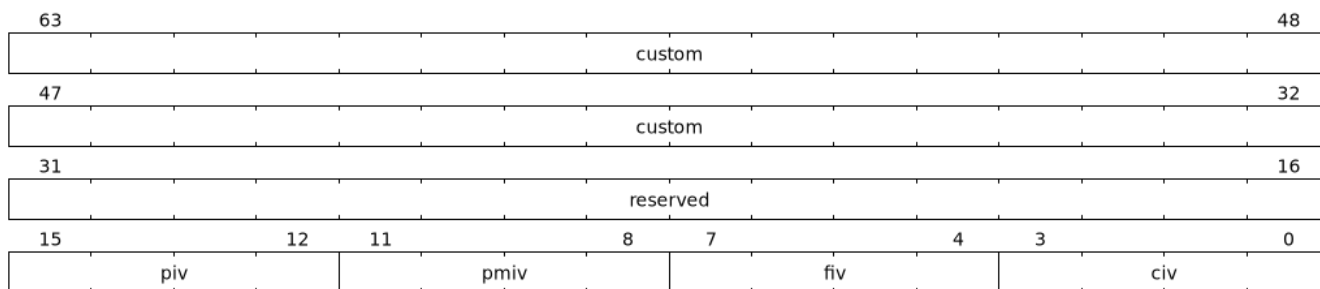 63 48
custom
47 32
custom
31 16
reserved
15 12 11 8 7 4 3 0
piv pmiv fiv civ